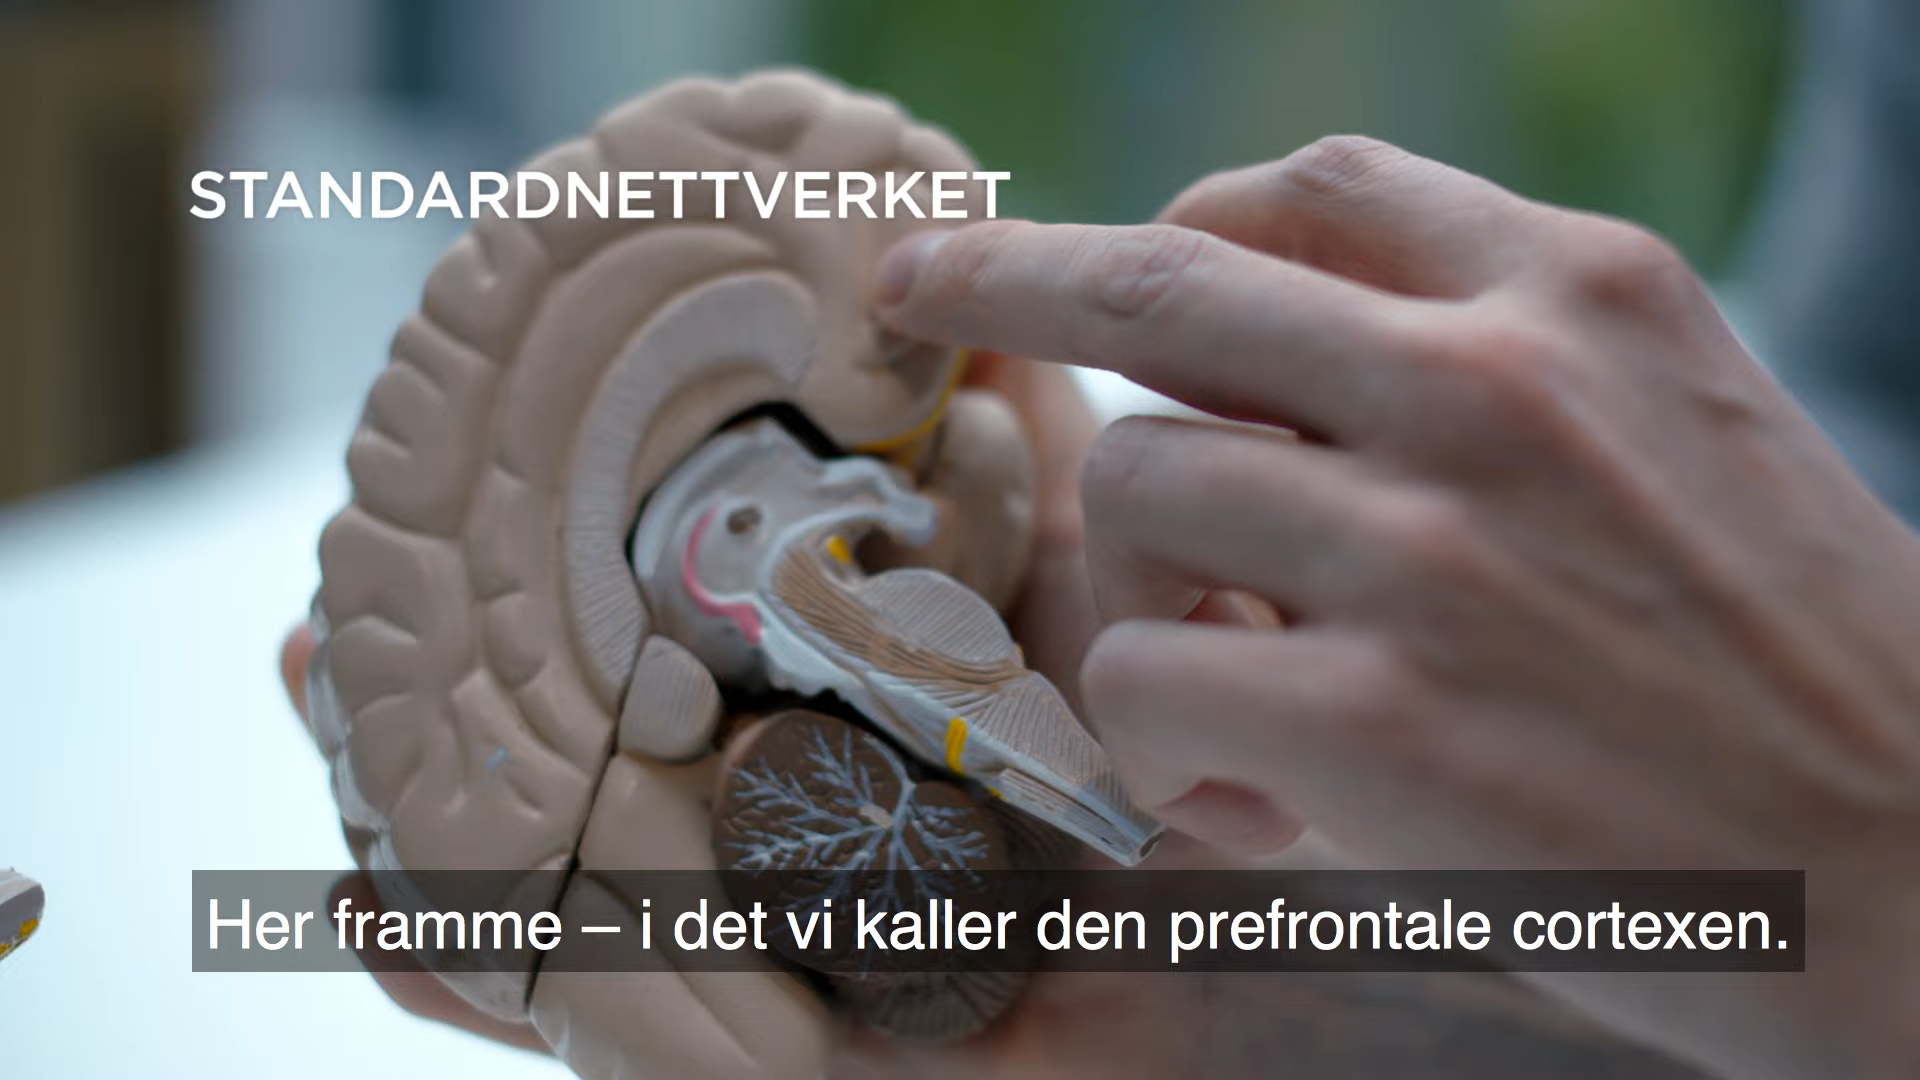 STANDARDNETTVERKET
Her framme – i det vi kaller den prefrontale cortexen.